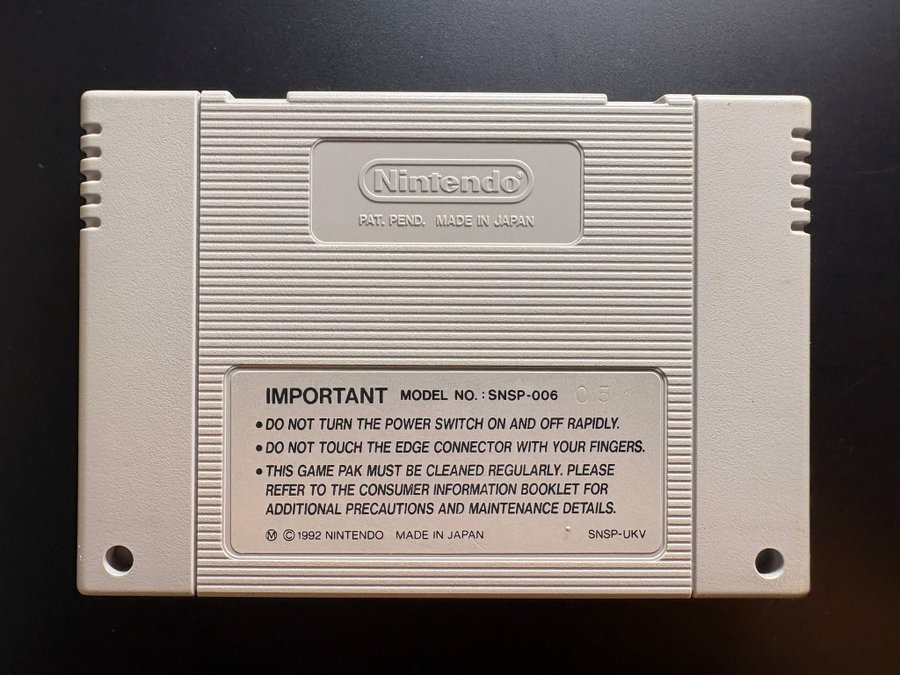 Nintendo®
PAT. PEND. MADE IN JAPAN
IMPORTANT MODEL NO.:SNSP-006 03
• DO NOT TURN THE POWER SWITCH ON AND OFF RAPIDLY.
• DO NOT TOUCH THE EDGE CONNECTOR WITH YOUR FINGERS.
• THIS GAME PAK MUST BE CLEANED REGULARLY. PLEASE
REFER TO THE CONSUMER INFORMATION BOOKLET FOR
ADDITIONAL PRECAUTIONS AND MAINTENANCE DETAILS.
Ⓜ ©1992 NINTENDO MADE IN JAPAN SNSP-UKV